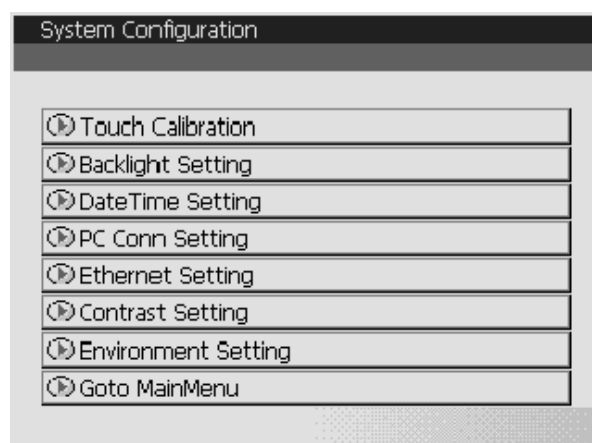 System Configuration
Touch Calibration
Backlight Setting
DateTime Setting
PC Conn Setting
Ethernet Setting
Contrast Setting
Environment Setting
Goto MainMenu